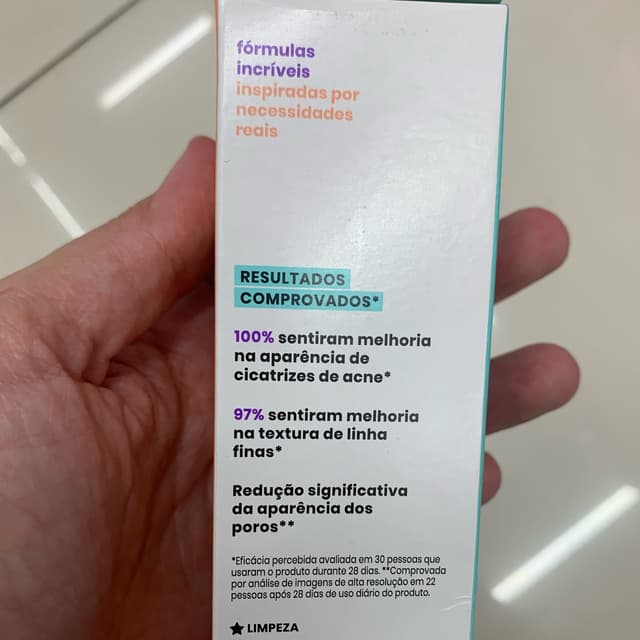 fórmulas
incríveis
inspiradas por
necessidades
reais
RESULTADOS
COMPROVADOS*
100% sentiram melhoria
na aparência de
cicatrizes de acne*
97% sentiram melhoria
na textura de linha
finas*
Redução significativa
da aparência dos
poros**
*Eficácia percebida avaliada em 30 pessoas que
usaram o produto durante 28 dias. **Comprovada
por análise de imagens de alta resolução em 22
pessoas após 28 dias de uso diário do produto.
★ LIMPEZA